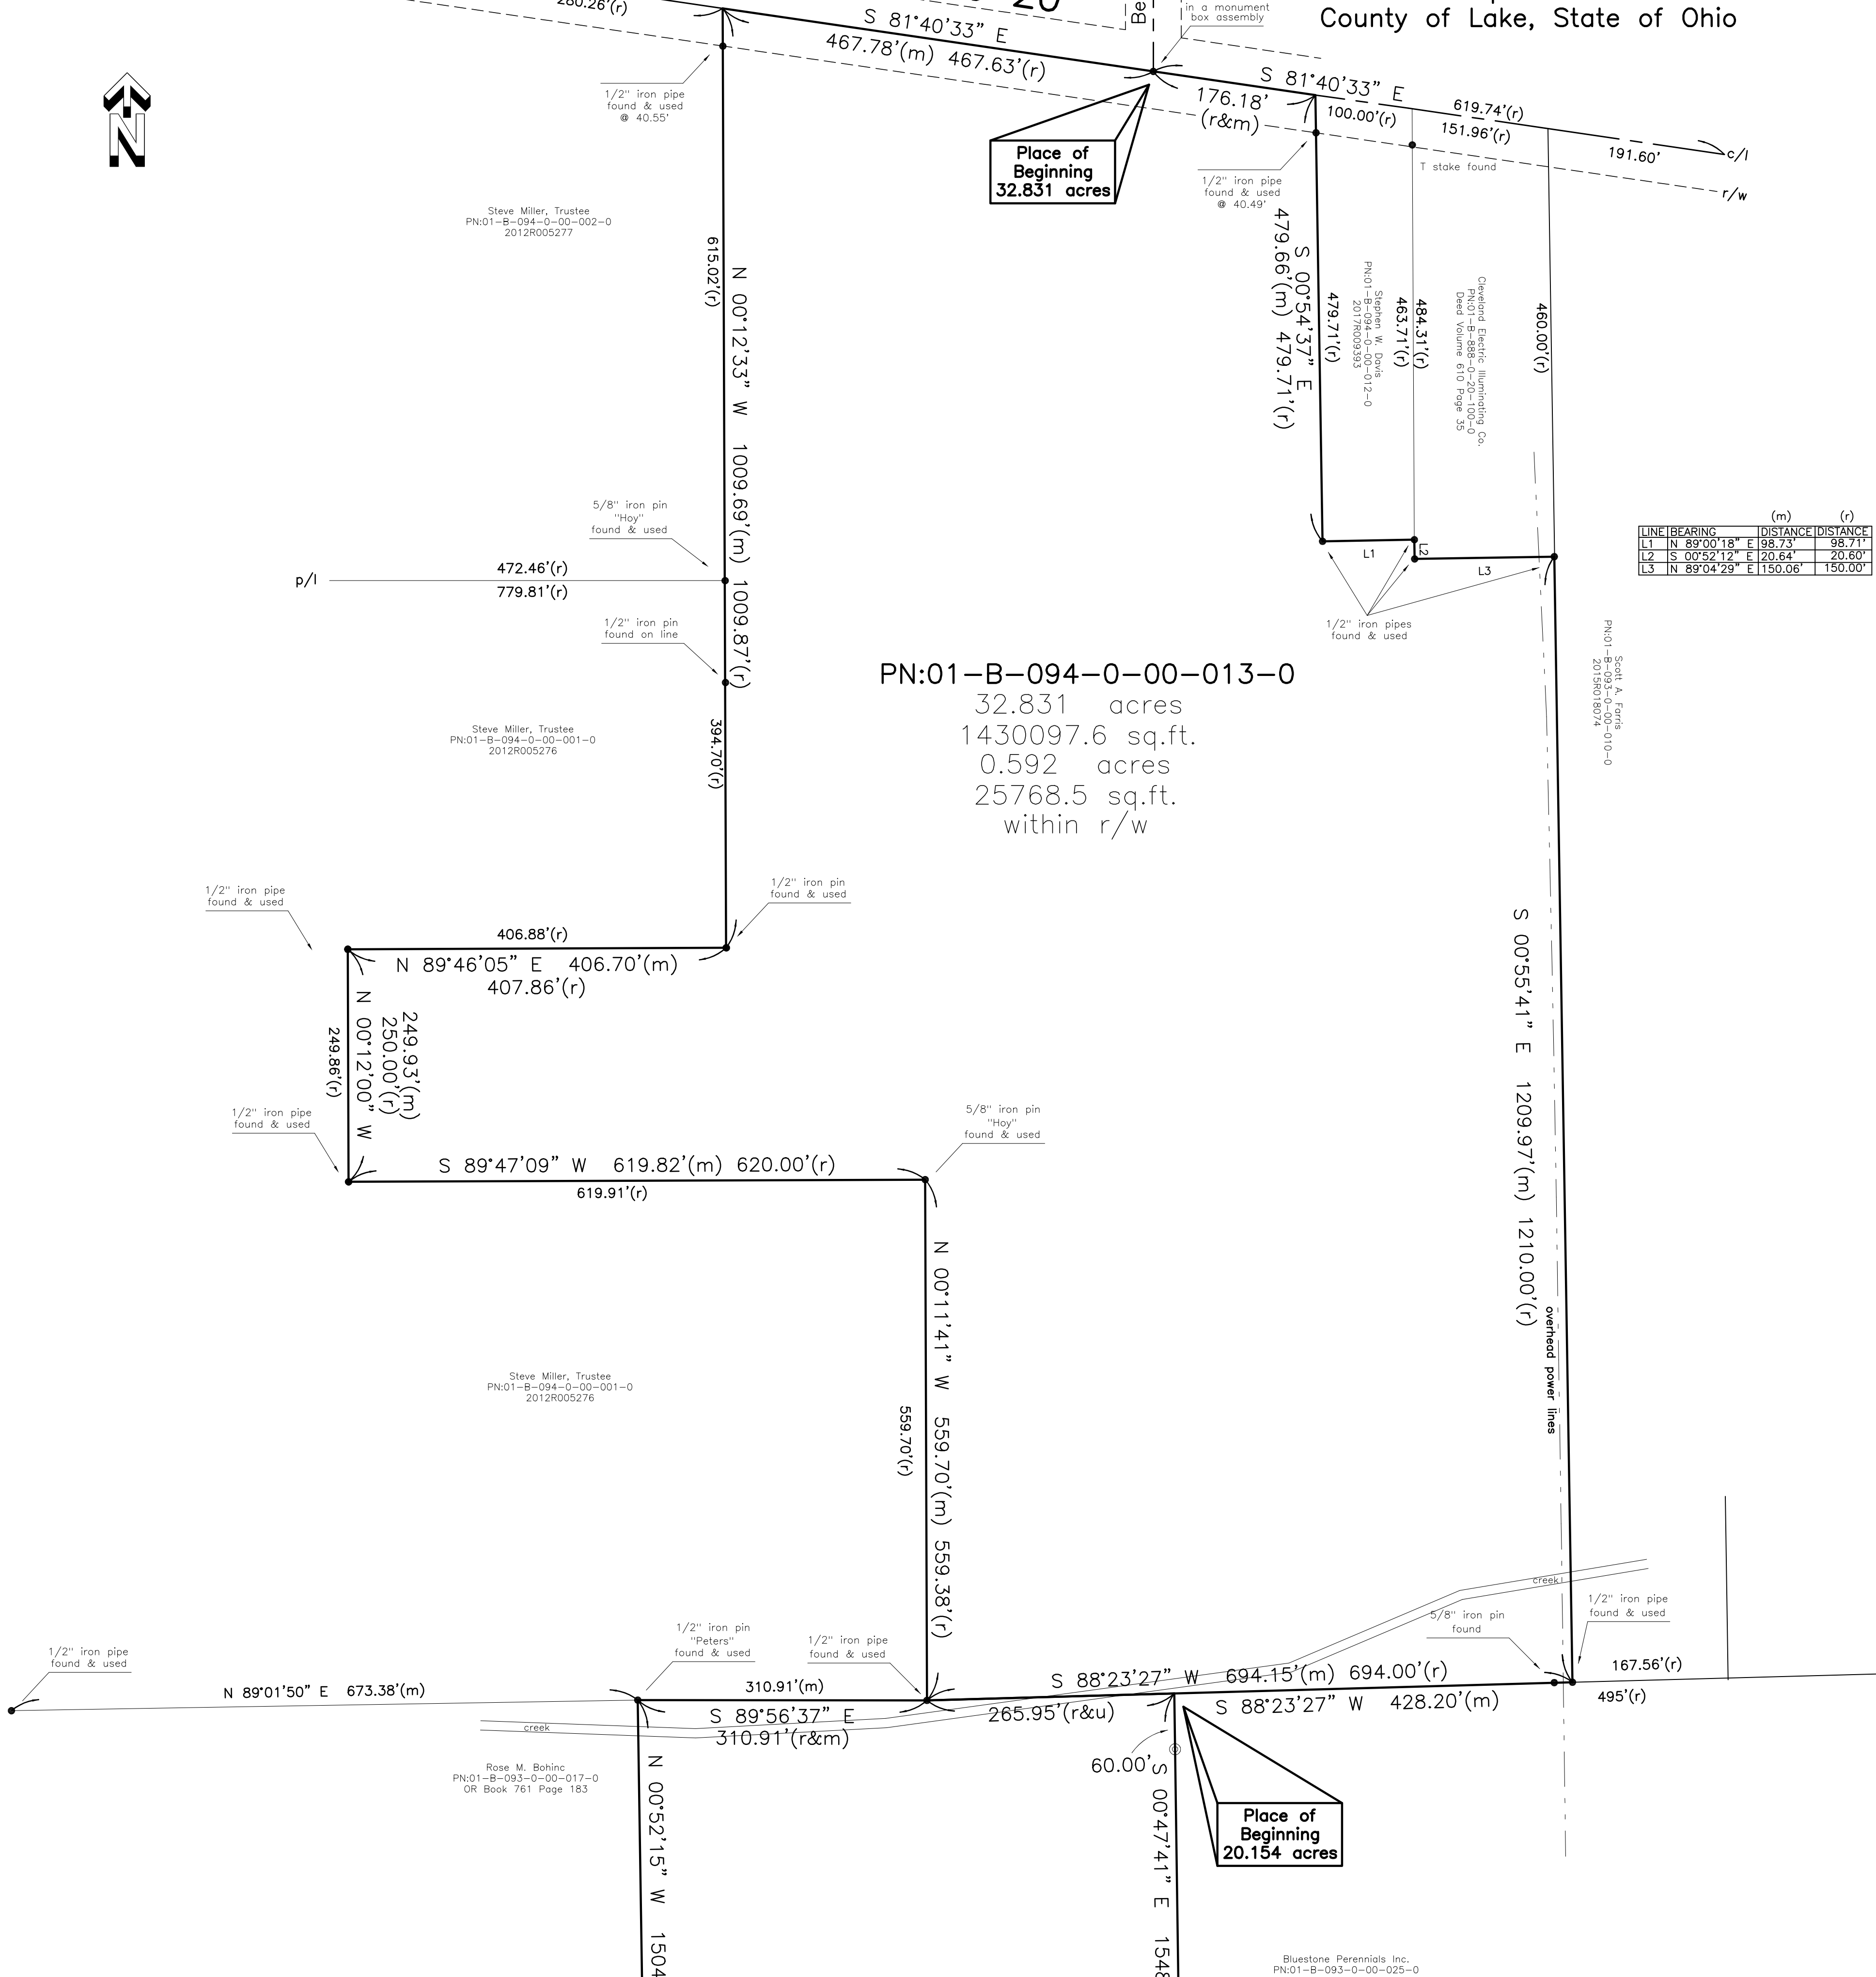 280.26'(r)
20
Be
in a monument
box assembly
County of Lake, State of Ohio
S 81°40'33" E
467.78'(m) 467.63'(r)
S 81°40'33" E
176.18'
(r&m)
100.00'(r)
619.74'(r)
151.96'(r)
191.60'
c/l
r/w
T stake found
N
1/2" iron pipe
found & used
@ 40.55'
Place of
Beginning
32.831 acres
1/2" iron pipe
found & used
@ 40.49'
Steve Miller, Trustee
PN:01-B-094-0-00-002-0
2012R005277
615.02'(r)
N 00°12'33" W 1009.69'(m) 1009.87'(r)
S 00°54'37" E
479.66'(m) 479.71'(r)
479.71'(r)
Stephen W. Davis
PN:01-B-094-0-00-012-0
2017R009393
463.71'(r)
484.31'(r)
Cleveland Electric Illuminating Co.
PN:01-B-888-0-20-100-0
Deed Volume 610 Page 35
460.00'(r)
5/8" iron pin
"Hoy"
found & used
p/l
472.46'(r)
779.81'(r)
1/2" iron pin
found on line
L1
L2
L3
1/2" iron pipes
found & used
(m) (r)
LINE BEARING DISTANCE DISTANCE
L1 N 89°00'18" E 98.73' 98.71'
L2 S 00°52'12" E 20.64' 20.60'
L3 N 89°04'29" E 150.06' 150.00'
Scott A. Farris
PN:01-B-093-0-00-010-0
2015R018074
PN:01-B-094-0-00-013-0
32.831 acres
1430097.6 sq.ft.
0.592 acres
25768.5 sq.ft.
within r/w
Steve Miller, Trustee
PN:01-B-094-0-00-001-0
2012R005276
394.70'(r)
1/2" iron pipe
found & used
1/2" iron pin
found & used
406.88'(r)
N 89°46'05" E 406.70'(m)
407.86'(r)
249.93'(m)
250.00'(r)
N 00°12'00" W
249.86'(r)
S 00°55'41" E 1209.97'(m) 1210.00'(r)
1/2" iron pipe
found & used
5/8" iron pin
"Hoy"
found & used
S 89°47'09" W 619.82'(m) 620.00'(r)
619.91'(r)
N 00°11'41" W 559.70'(m) 559.38'(r)
559.70'(r)
overhead power lines
Steve Miller, Trustee
PN:01-B-094-0-00-001-0
2012R005276
creek
1/2" iron pipe
found & used
1/2" iron pin
"Peters"
found & used
1/2" iron pipe
found & used
5/8" iron pin
found
1/2" iron pipe
found & used
N 89°01'50" E 673.38'(m)
310.91'(m)
S 89°56'37" E
310.91'(r&m)
S 88°23'27" W 694.15'(m) 694.00'(r)
265.95'(r&u)
S 88°23'27" W 428.20'(m)
167.56'(r)
495'(r)
creek
60.00'
Rose M. Bohinc
PN:01-B-093-0-00-017-0
OR Book 761 Page 183
N 00°52'15" W 1504
S 00°47'41" E 1548
Place of
Beginning
20.154 acres
Bluestone Perennials Inc.
PN:01-B-093-0-00-025-0